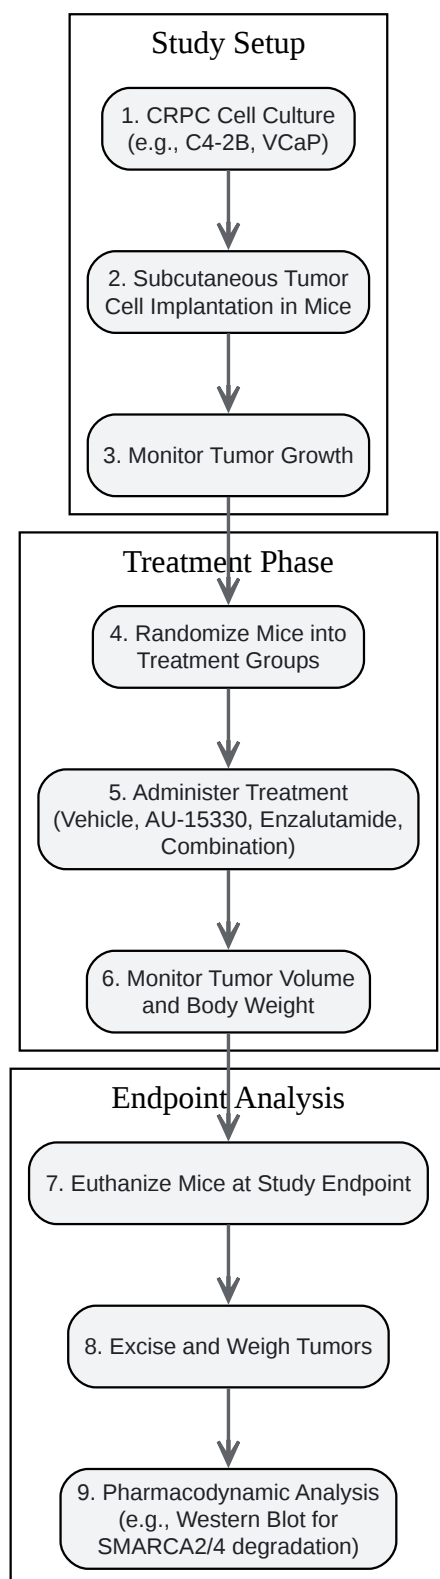 Study Setup
1. CRPC Cell Culture
(e.g., C4-2B, VCaP)
2. Subcutaneous Tumor
Cell Implantation in Mice
3. Monitor Tumor Growth
Treatment Phase
4. Randomize Mice into
Treatment Groups
5. Administer Treatment
(Vehicle, AU-15330, Enzalutamide,
Combination)
6. Monitor Tumor Volume
and Body Weight
Endpoint Analysis
7. Euthanize Mice at Study Endpoint
8. Excise and Weigh Tumors
9. Pharmacodynamic Analysis
(e.g., Western Blot for
SMARCA2/4 degradation)